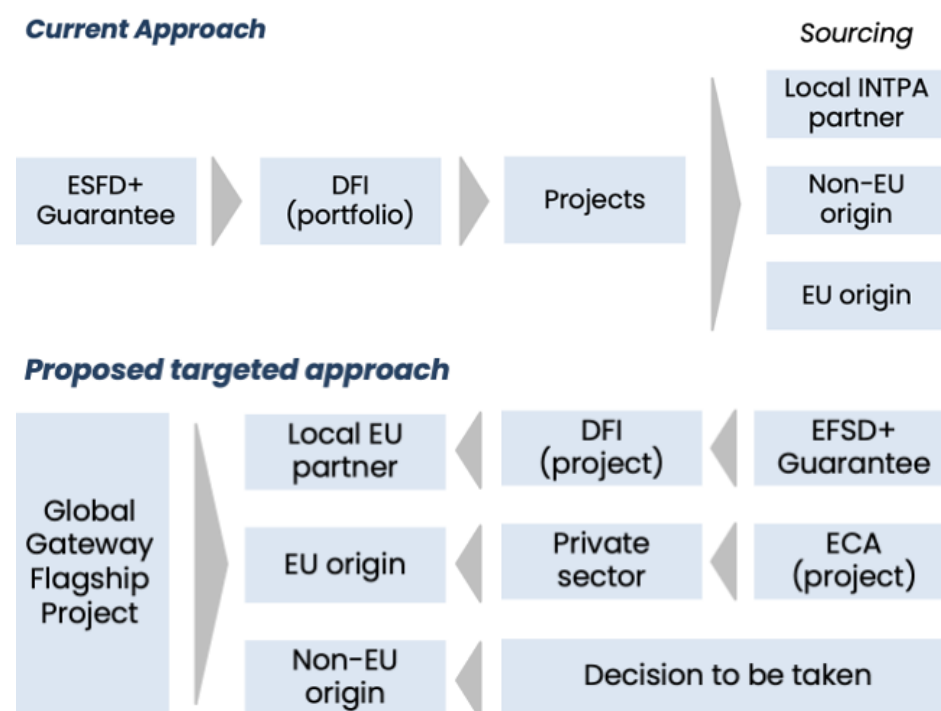 Current Approach
Sourcing
Local INTPA
partner
ESFD+
Guarantee
DFI
(portfolio)
Projects
Non-EU
origin
EU origin
Proposed targeted approach
Global
Gateway
Flagship
Project
Local EU
partner
DFI
(project)
EFSD+
Guarantee
EU origin
Private
sector
ECA
(project)
Non-EU
origin
Decision to be taken